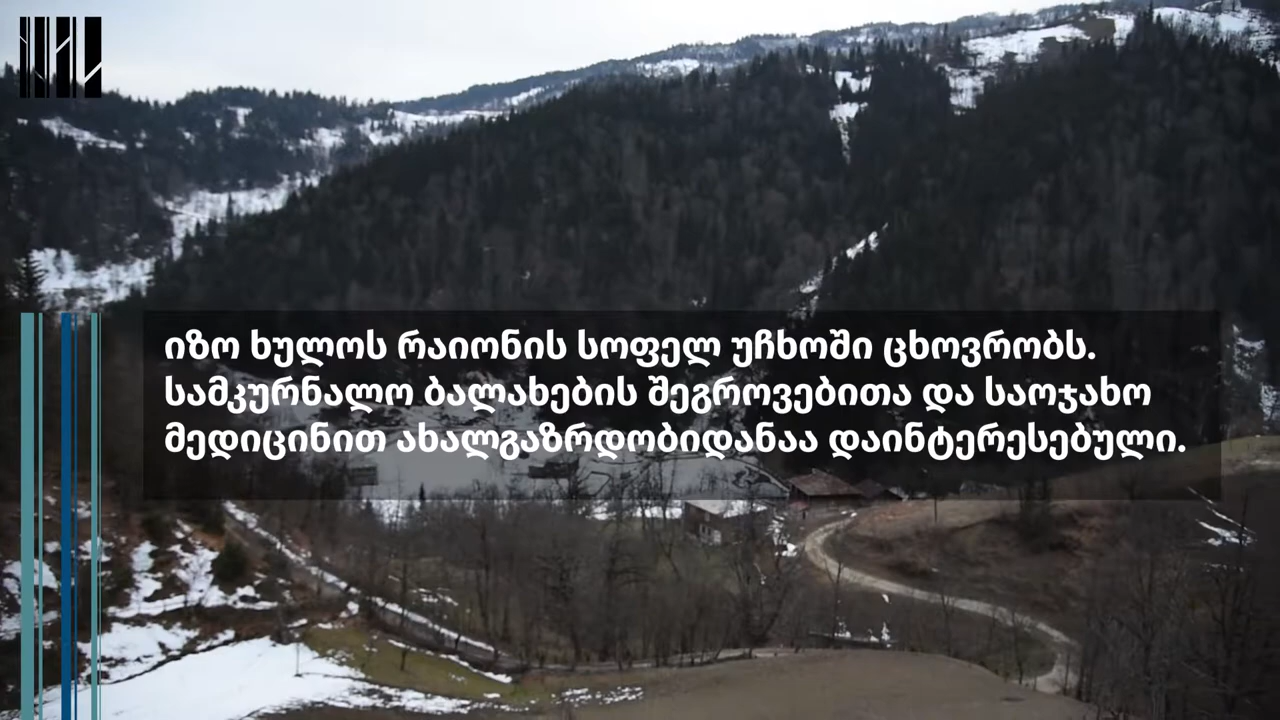 იზო ხულოს რაიონის სოფელ უჩხოში ცხოვრობს.
სამკურნალო ბალახების შეგროვებითა და საოჯახო
მედიცინით ახალგაზრდობიდანაა დაინტერესებული.